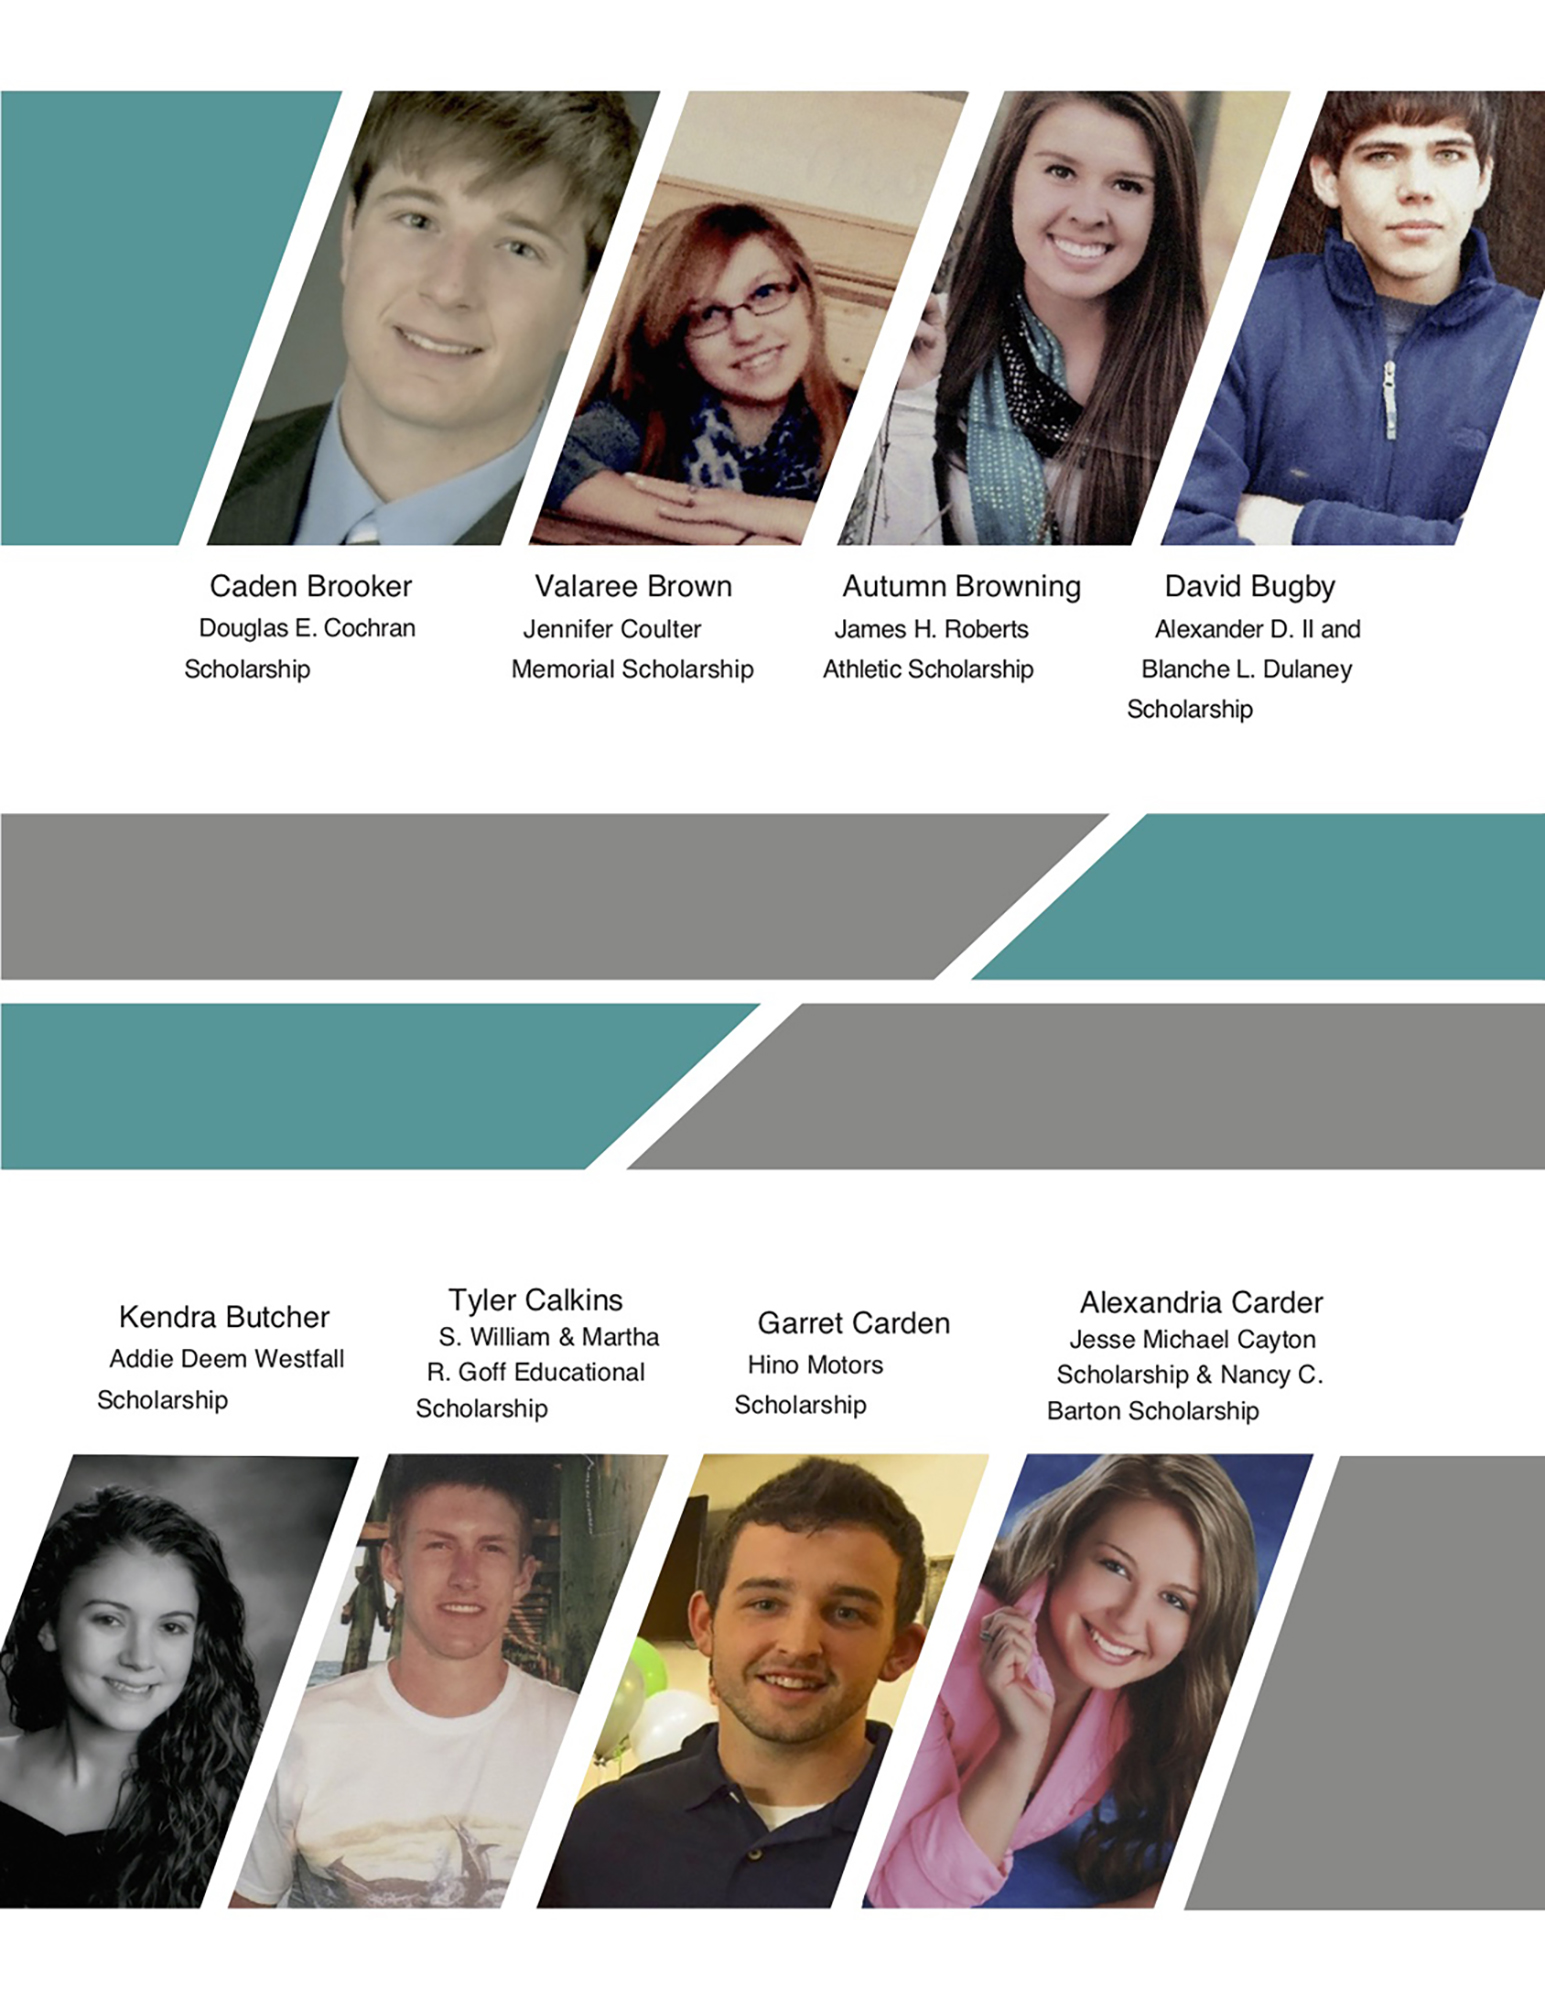 Caden Brooker
Douglas E. Cochran
Scholarship
Valaree Brown
Jennifer Coulter
Memorial Scholarship
Autumn Browning
James H. Roberts
Athletic Scholarship
David Bugby
Alexander D. II and
Blanche L. Dulaney
Scholarship
Kendra Butcher
Addie Deem Westfall
Scholarship
Tyler Calkins
S. William & Martha
R. Goff Educational
Scholarship
Garret Carden
Hino Motors
Scholarship
Alexandria Carder
Jesse Michael Cayton
Scholarship & Nancy C.
Barton Scholarship